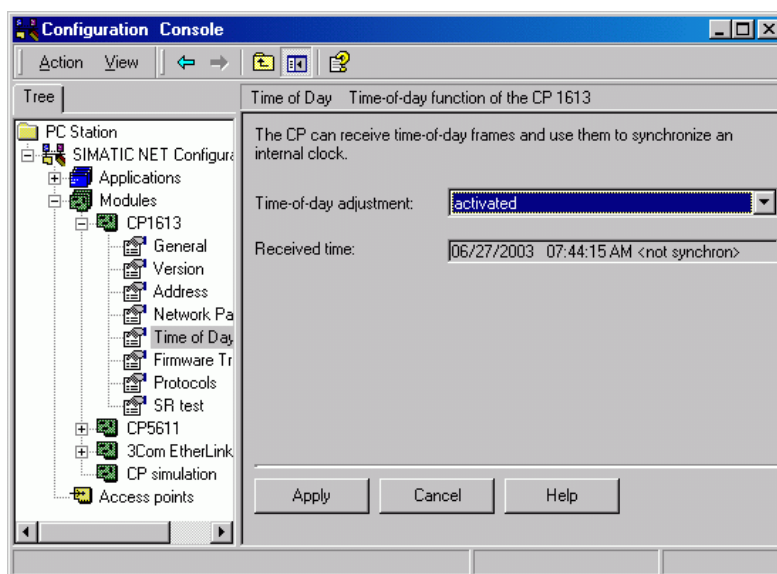 Configuration Console
Action View
Tree
Time of Day Time-of-day function of the CP 1613
PC Station
SIMATIC NET Configura
Applications
Modules
CP1613
General
Version
Address
Network Pa
Time of Day
Firmware Tr
Protocols
SR test
CP5611
3Com EtherLink
CP simulation
Access points
The CP can receive time-of-day frames and use them to synchronize an
internal clock.
Time-of-day adjustment: activated
Received time: 06/27/2003 07:44:15 AM <not synchron>
Apply Cancel Help